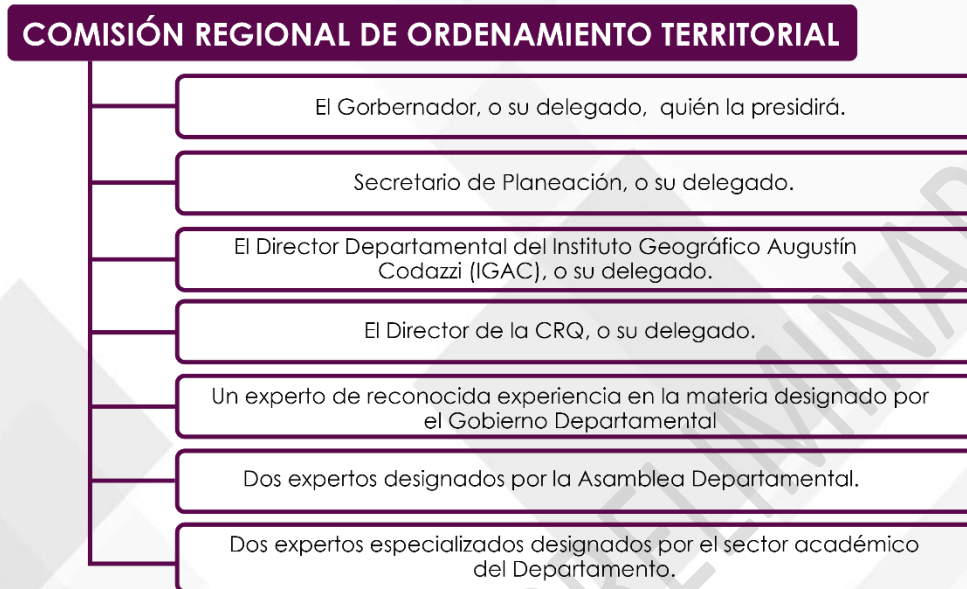 COMISIÓN REGIONAL DE ORDENAMIENTO TERRITORIAL
El Gorbernador, o su delegado, quién la presidirá.
Secretario de Planeación, o su delegado.
El Director Departamental del Instituto Geográfico Augustín
Codazzi (IGAC), o su delegado.
El Director de la CRQ, o su delegado.
Un experto de reconocida experiencia en la materia designado por
el Gobierno Departamental
Dos expertos designados por la Asamblea Departamental.
Dos expertos especializados designados por el sector académico
del Departamento.